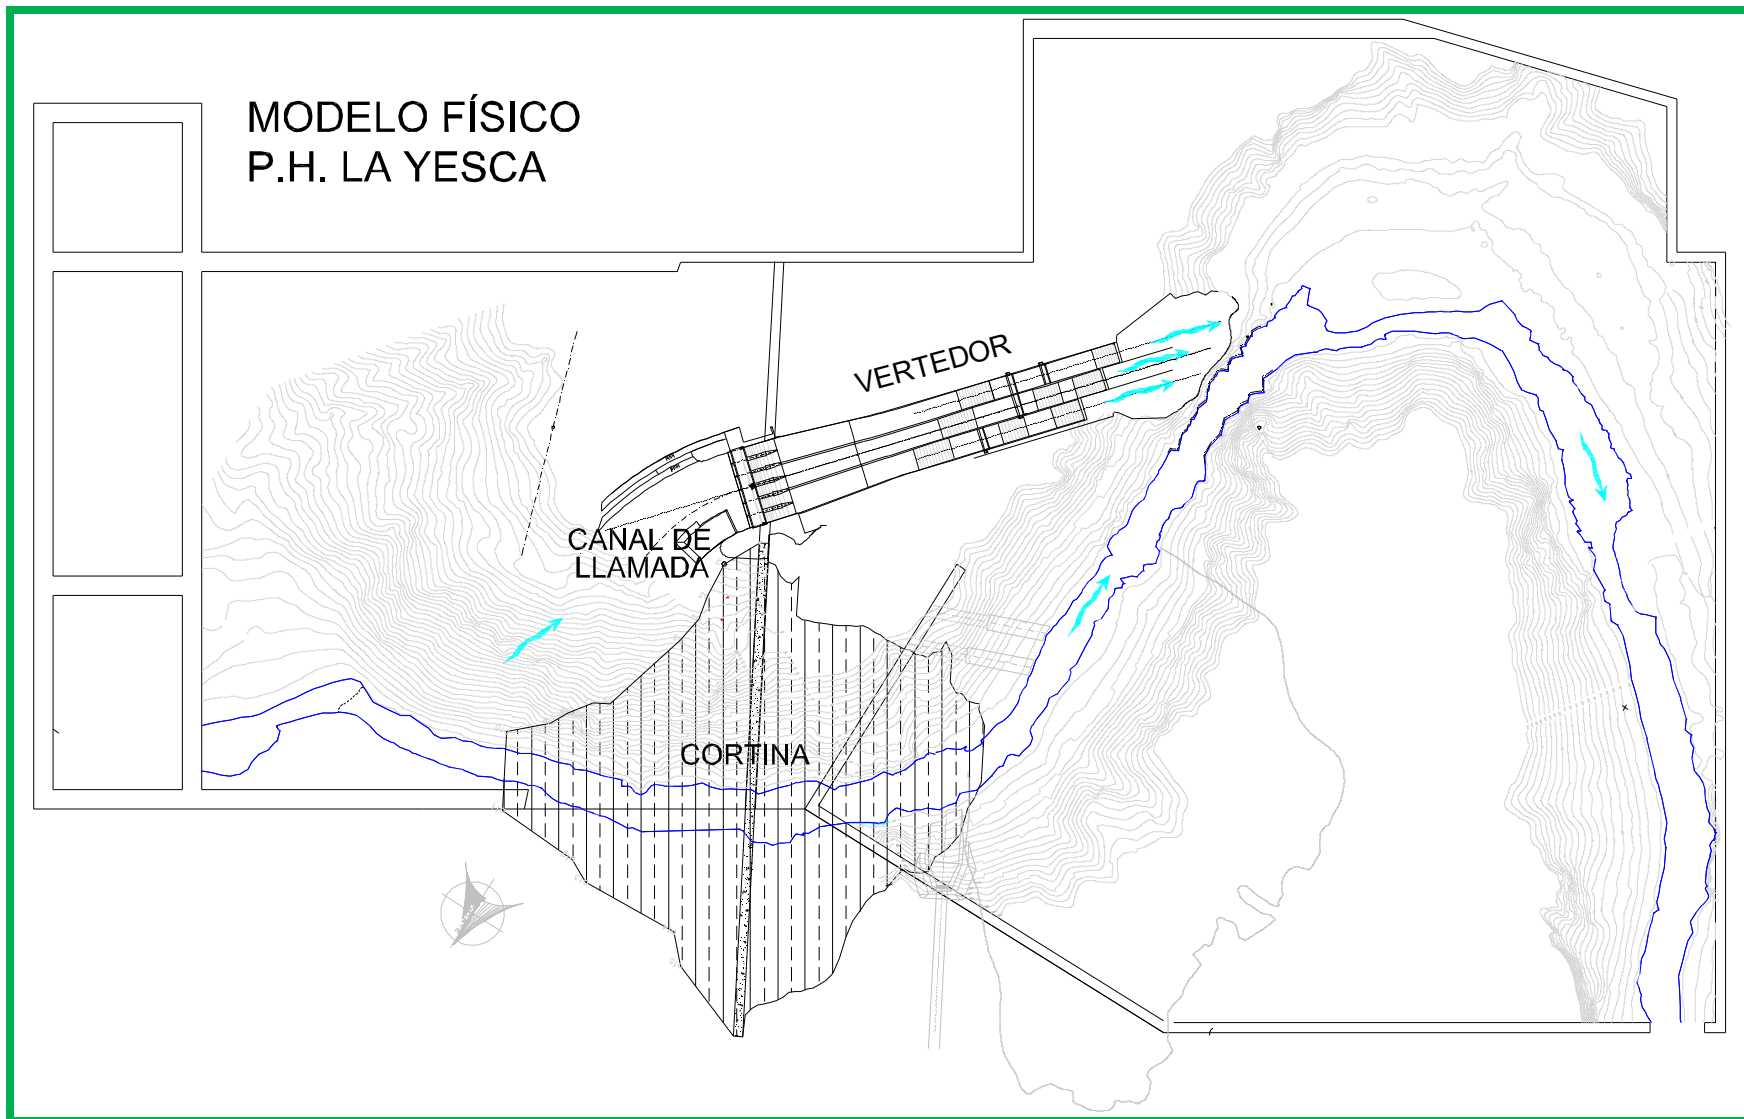 MODELO FÍSICO
P.H. LA YESCA
VERTEDOR
CANAL DE
LLAMADA
CORTINA